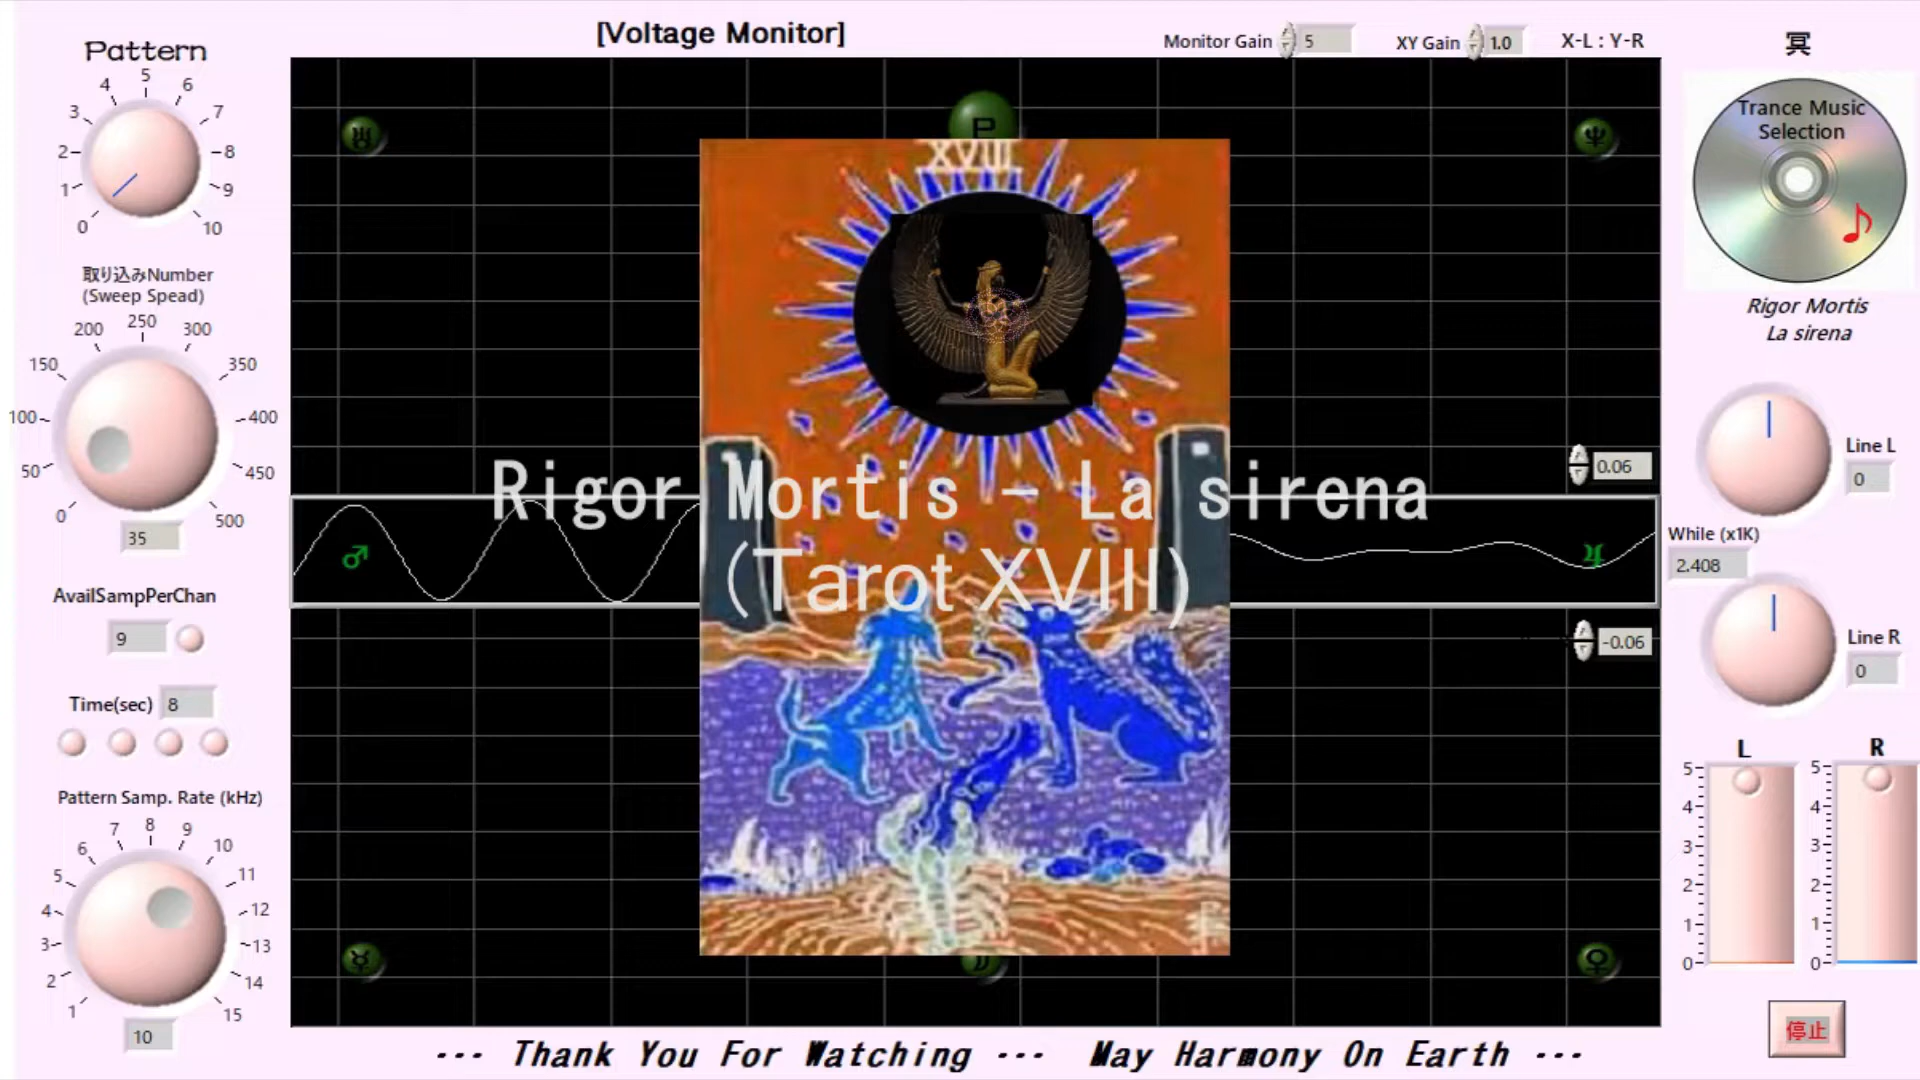 [Voltage Monitor]
Monitor Gain 5
XY Gain 1.0
X-L : Y-R
冥
Pattern
0 1 2 3 4 5 6 7 8 9 10
取り込みNumber
(Sweep Spead)
0 50 100 150 200 250 300 350 400 450 500
35
AvailSampPerChan
9
Time(sec) 8
Pattern Samp. Rate (kHz)
1 2 3 4 5 6 7 8 9 10 11 12 13 14 15
10
♅
P
♆
XVIII
Rigor Mortis - La sirena
(Tarot XVIII)
♂
♃
☿
♀
0.06
-0.06
Trance Music
Selection
Rigor Mortis
La sirena
Line L
0
While (x1K)
2.408
Line R
0
L
5 4 3 2 1 0
R
5 4 3 2 1 0
停止
--- Thank You For Watching --- May Harmony On Earth ---